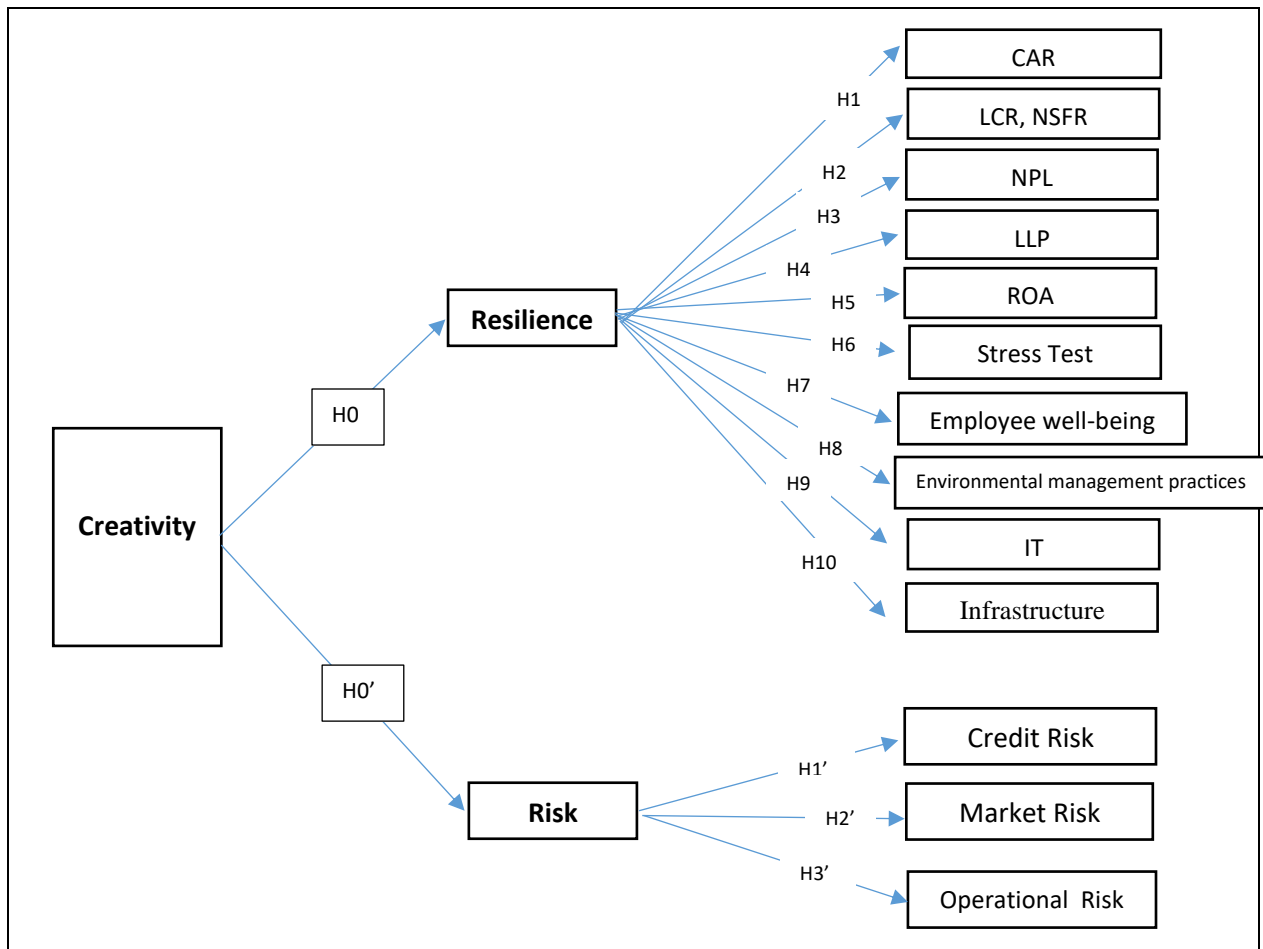 CAR
H1
LCR, NSFR
H2
NPL
H3
LLP
H4
ROA
H5
Resilience
H6
Stress Test
H7
Employee well-being
H0
H8
Environmental management practices
H9
Creativity
IT
H10
Infrastructure
H0’
Credit Risk
H1’
Risk
Market Risk
H2’
H3’
Operational Risk